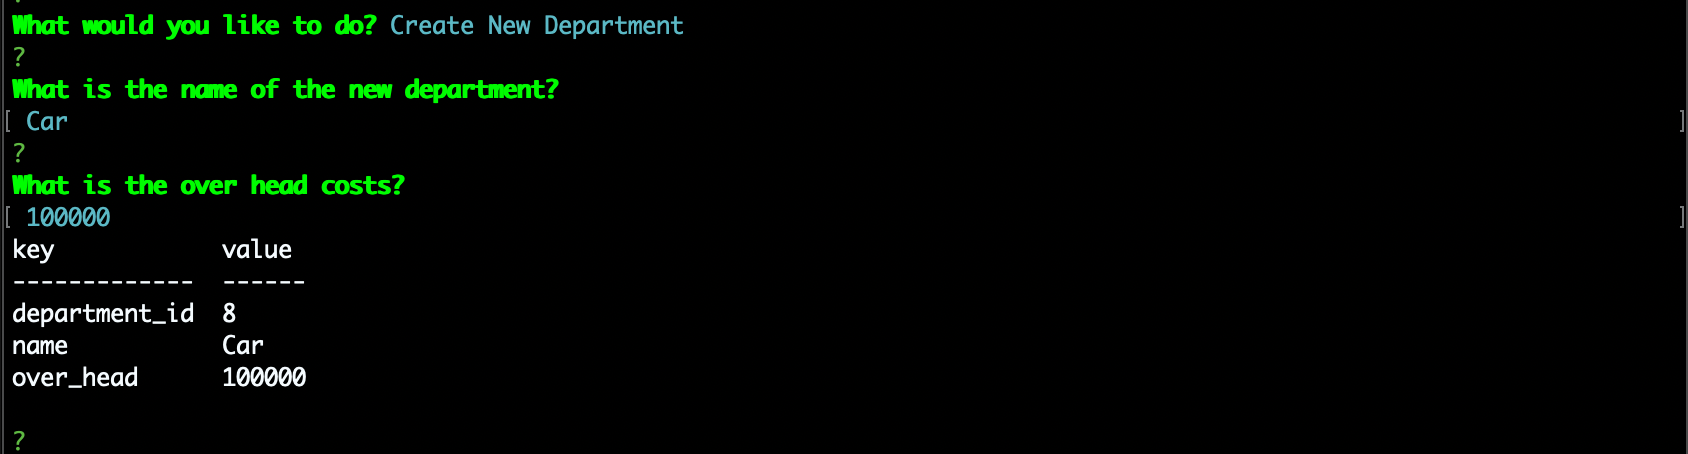 What would you like to do? Create New Department
?
What is the name of the new department?
[ Car ]
?
What is the over head costs?
[ 100000 ]
key value
------------- ------
department_id 8
name Car
over_head 100000
?